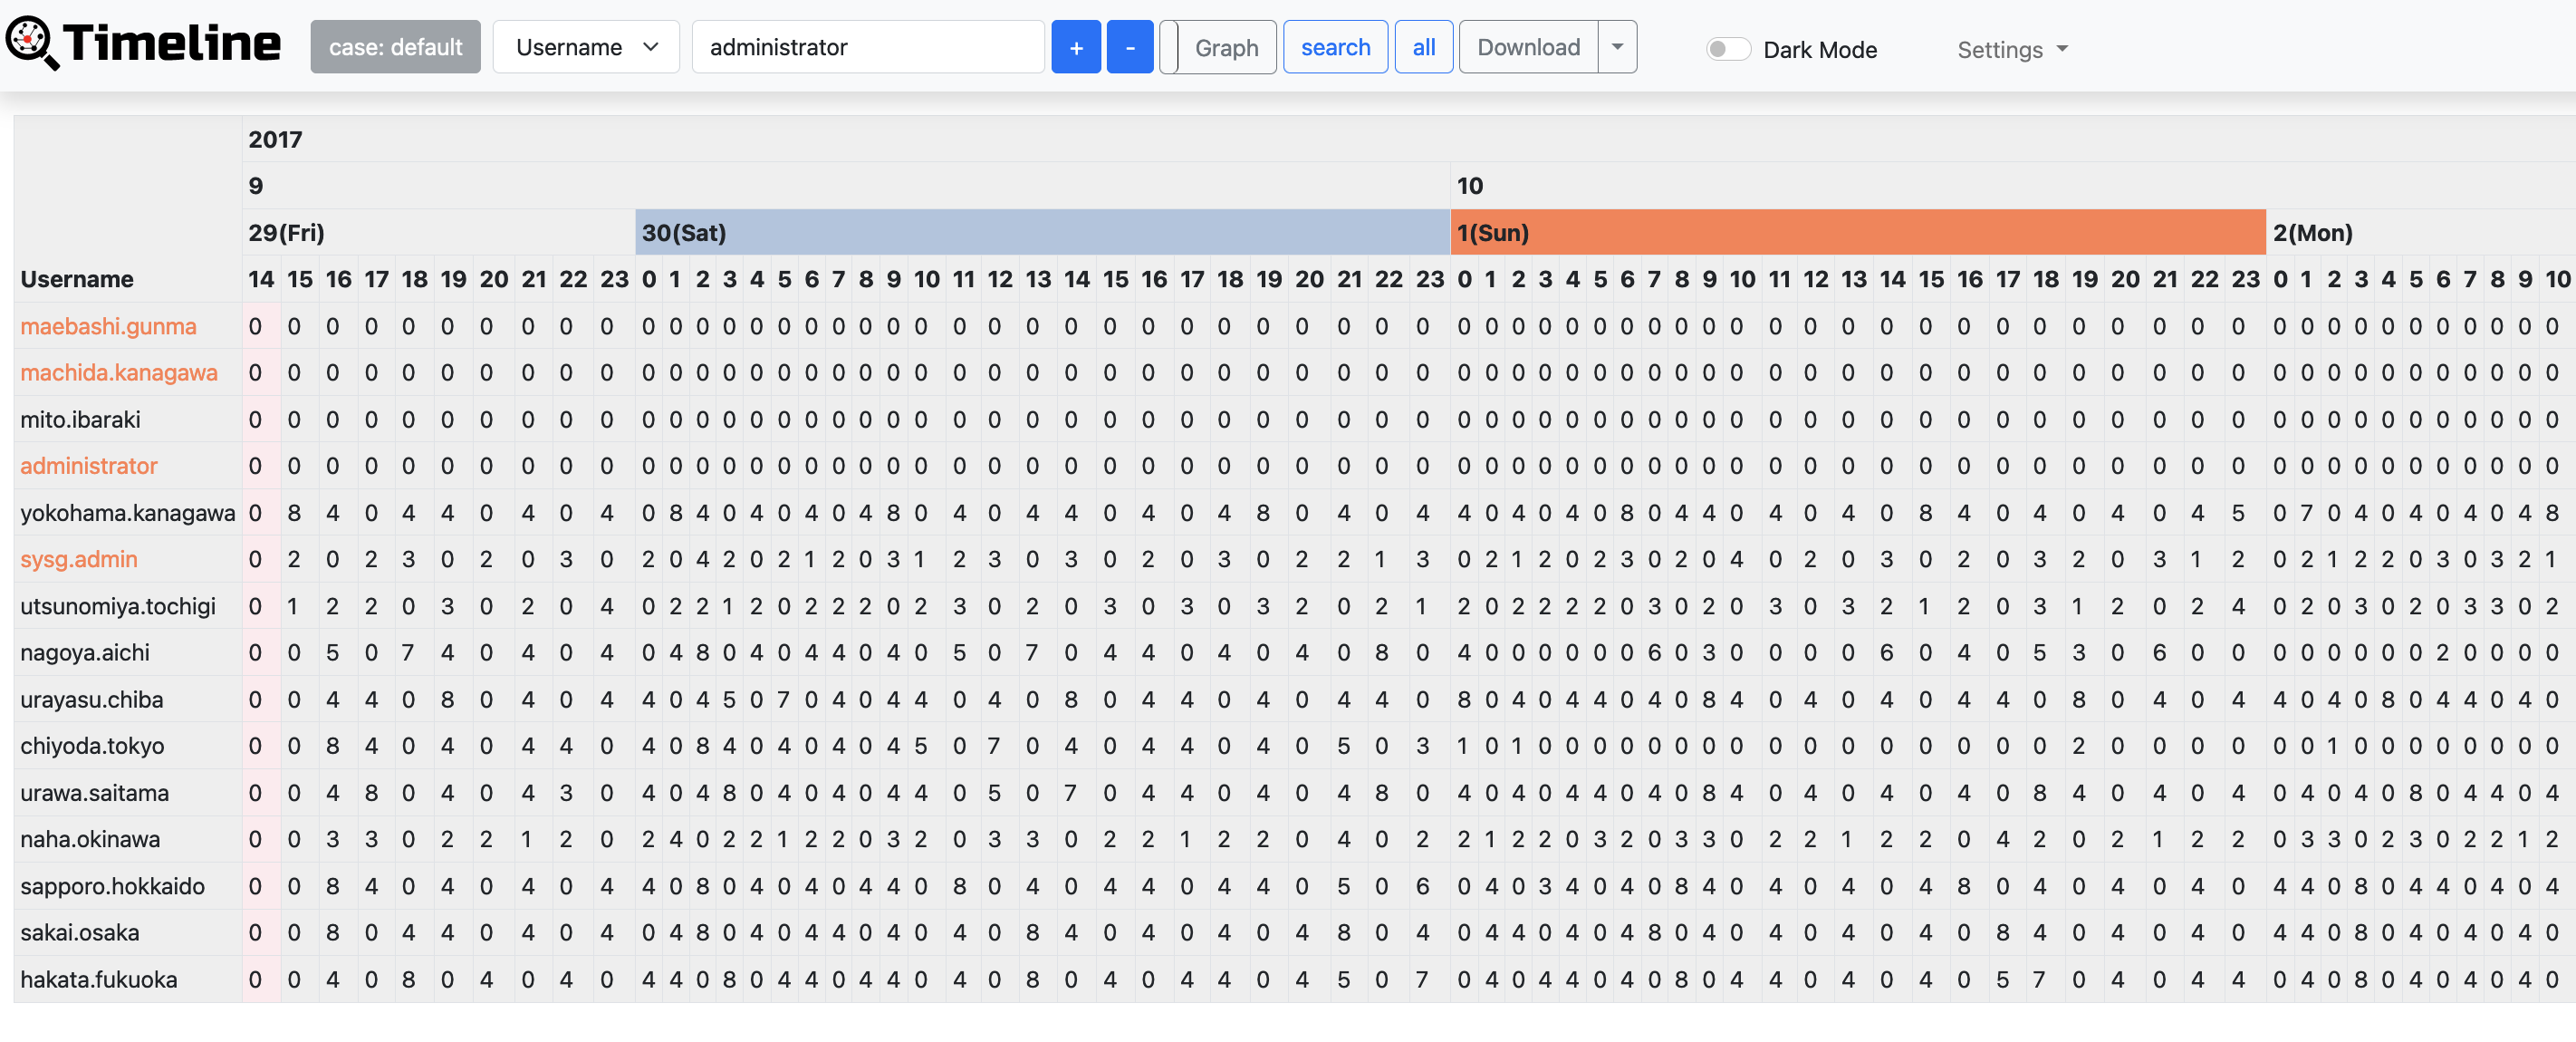 Timeline case: default Username administrator + - Graph search all Download Dark Mode Settings
2017
9 10
29(Fri) 30(Sat) 1(Sun) 2(Mon)
Username 14 15 16 17 18 19 20 21 22 23 0 1 2 3 4 5 6 7 8 9 10 11 12 13 14 15 16 17 18 19 20 21 22 23 0 1 2 3 4 5 6 7 8 9 10 11 12 13 14 15 16 17 18 19 20 21 22 23 0 1 2 3 4 5 6 7 8 9 10
maebashi.gunma 0 0 0 0 0 0 0 0 0 0 0 0 0 0 0 0 0 0 0 0 0 0 0 0 0 0 0 0 0 0 0 0 0 0 0 0 0 0 0 0 0 0 0 0 0 0 0 0 0 0 0 0 0 0 0 0 0 0 0 0 0 0 0 0 0 0 0 0 0
machida.kanagawa 0 0 0 0 0 0 0 0 0 0 0 0 0 0 0 0 0 0 0 0 0 0 0 0 0 0 0 0 0 0 0 0 0 0 0 0 0 0 0 0 0 0 0 0 0 0 0 0 0 0 0 0 0 0 0 0 0 0 0 0 0 0 0 0 0 0 0 0 0
mito.ibaraki 0 0 0 0 0 0 0 0 0 0 0 0 0 0 0 0 0 0 0 0 0 0 0 0 0 0 0 0 0 0 0 0 0 0 0 0 0 0 0 0 0 0 0 0 0 0 0 0 0 0 0 0 0 0 0 0 0 0 0 0 0 0 0 0 0 0 0 0 0
administrator 0 0 0 0 0 0 0 0 0 0 0 0 0 0 0 0 0 0 0 0 0 0 0 0 0 0 0 0 0 0 0 0 0 0 0 0 0 0 0 0 0 0 0 0 0 0 0 0 0 0 0 0 0 0 0 0 0 0 0 0 0 0 0 0 0 0 0 0 0
yokohama.kanagawa 0 8 4 0 4 4 0 4 0 4 0 8 4 0 4 0 4 0 4 8 0 4 0 4 4 0 4 0 4 8 0 4 0 4 4 0 4 0 4 0 8 0 4 4 0 4 0 4 0 8 4 0 4 0 4 0 4 5 0 7 0 4 0 4 0 4 0 4 8
sysg.admin 0 2 0 2 3 0 2 0 3 0 2 0 4 2 0 2 1 2 0 3 1 2 3 0 3 0 2 0 3 0 2 2 1 3 0 2 1 2 0 2 3 0 2 0 4 0 2 0 3 0 2 0 3 2 0 3 1 2 0 2 1 2 2 0 3 0 3 2 1
utsunomiya.tochigi 0 1 2 2 0 3 0 2 0 4 0 2 2 1 2 0 2 2 2 0 2 3 0 2 0 3 0 3 0 3 2 0 2 1 2 0 2 2 2 2 0 3 0 2 0 3 0 3 2 1 2 0 3 1 2 0 2 4 0 2 0 3 0 2 0 3 3 0 2
nagoya.aichi 0 0 5 0 7 4 0 4 0 4 0 4 8 0 4 0 4 4 0 4 0 5 0 7 0 4 4 0 4 0 4 0 8 0 4 0 0 0 0 0 0 6 0 3 0 0 0 0 6 0 4 0 5 3 0 6 0 0 0 0 0 0 0 0 2 0 0 0 0
urayasu.chiba 0 0 4 4 0 8 0 4 0 4 4 0 4 5 0 7 0 4 0 4 4 0 4 0 8 0 4 4 0 4 0 4 4 0 8 0 4 0 4 4 0 4 0 8 4 0 4 0 4 0 4 4 0 8 0 4 0 4 4 0 4 0 8 0 4 4 0 4 0
chiyoda.tokyo 0 0 8 4 0 4 0 4 4 0 4 0 8 4 0 4 0 4 0 4 5 0 7 0 4 0 4 4 0 4 0 5 0 3 1 0 1 0 0 0 0 0 0 0 0 0 0 0 0 0 0 0 0 2 0 0 0 0 0 0 1 0 0 0 0 0 0 0 0
urawa.saitama 0 0 4 8 0 4 0 4 3 0 4 0 4 8 0 4 0 4 0 4 4 0 5 0 7 0 4 4 0 4 0 4 8 0 4 0 4 0 4 4 0 4 0 8 4 0 4 0 4 0 4 0 8 4 0 4 0 4 0 4 0 4 0 8 0 4 4 0 4
naha.okinawa 0 0 3 3 0 2 2 1 2 0 2 4 0 2 2 1 2 2 0 3 2 0 3 3 0 2 2 1 2 2 0 4 0 2 2 1 2 2 0 3 2 0 3 3 0 2 2 1 2 2 0 4 2 0 2 1 2 2 0 3 3 0 2 3 0 2 2 1 2
sapporo.hokkaido 0 0 8 4 0 4 0 4 0 4 4 0 8 0 4 0 4 0 4 4 0 8 0 4 0 4 4 0 4 4 0 5 0 6 0 4 0 3 4 0 4 0 8 4 0 4 0 4 0 4 8 0 4 0 4 0 4 0 4 4 0 8 0 4 4 0 4 0 4
sakai.osaka 0 0 8 0 4 4 0 4 0 4 0 4 8 0 4 0 4 4 0 4 0 4 0 8 4 0 4 0 4 0 4 8 0 4 0 4 4 0 4 0 4 8 0 4 0 4 0 4 0 4 0 8 4 0 4 0 4 0 4 4 0 8 0 4 0 4 0 4 0
hakata.fukuoka 0 0 4 0 8 0 4 0 4 0 4 4 0 8 0 4 4 0 4 4 0 4 0 8 0 4 0 4 4 0 4 5 0 7 0 4 0 4 4 0 4 0 8 0 4 4 0 4 0 4 0 5 7 0 4 0 4 4 0 4 0 8 0 4 0 4 0 4 0